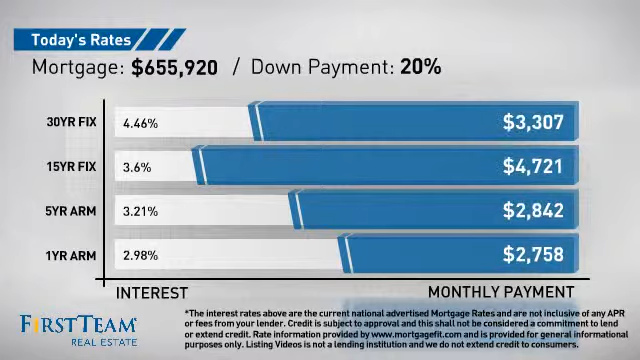 Today's Rates
Mortgage: $655,920 / Down Payment: 20%
30YR FIX 4.46% $3,307
15YR FIX 3.6% $4,721
5YR ARM 3.21% $2,842
1YR ARM 2.98% $2,758
INTEREST MONTHLY PAYMENT
FIRSTTEAM®
REAL ESTATE
*The interest rates above are the current national advertised Mortgage Rates and are not inclusive of any APR
or fees from your lender. Credit is subject to approval and this shall not be considered a commitment to lend
or extend credit. Rate information provided by www.mortgagefit.com and is provided for general informational
purposes only. Listing Videos is not a lending institution and we do not extend credit to consumers.